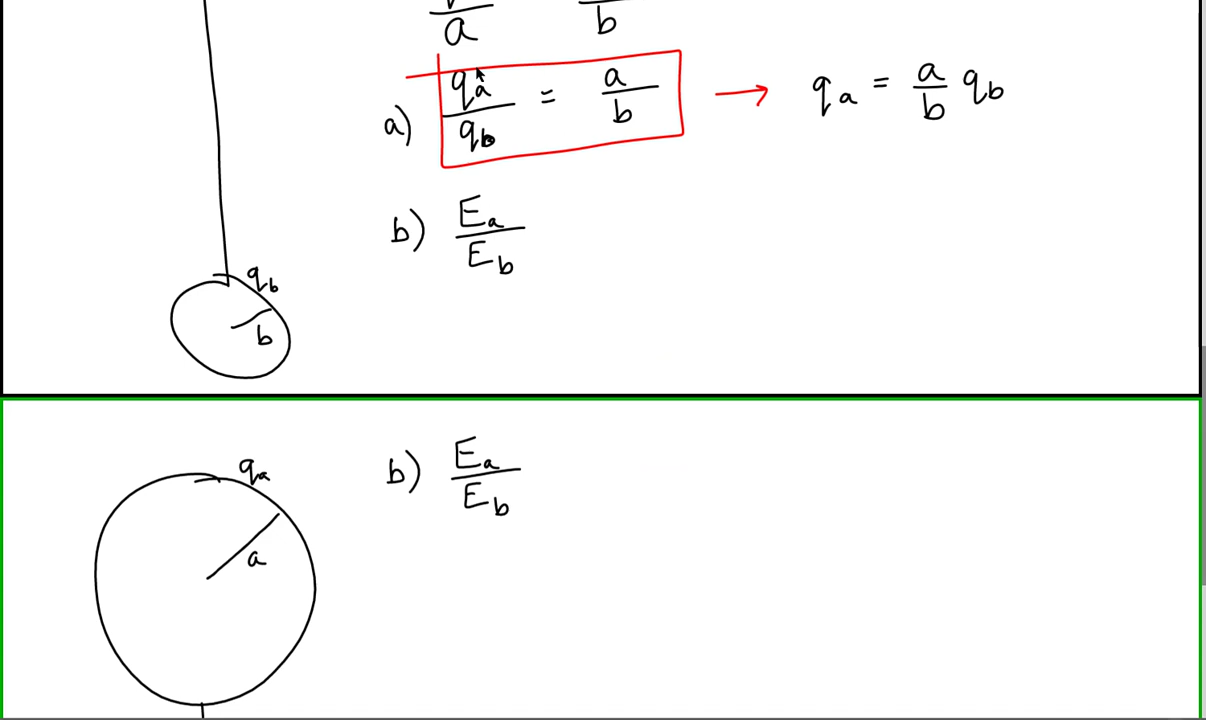 a b
a) qa/qb = a/b → qa = a/b qb
b) Ea/Eb
qb
b
qa
a
b) Ea/Eb